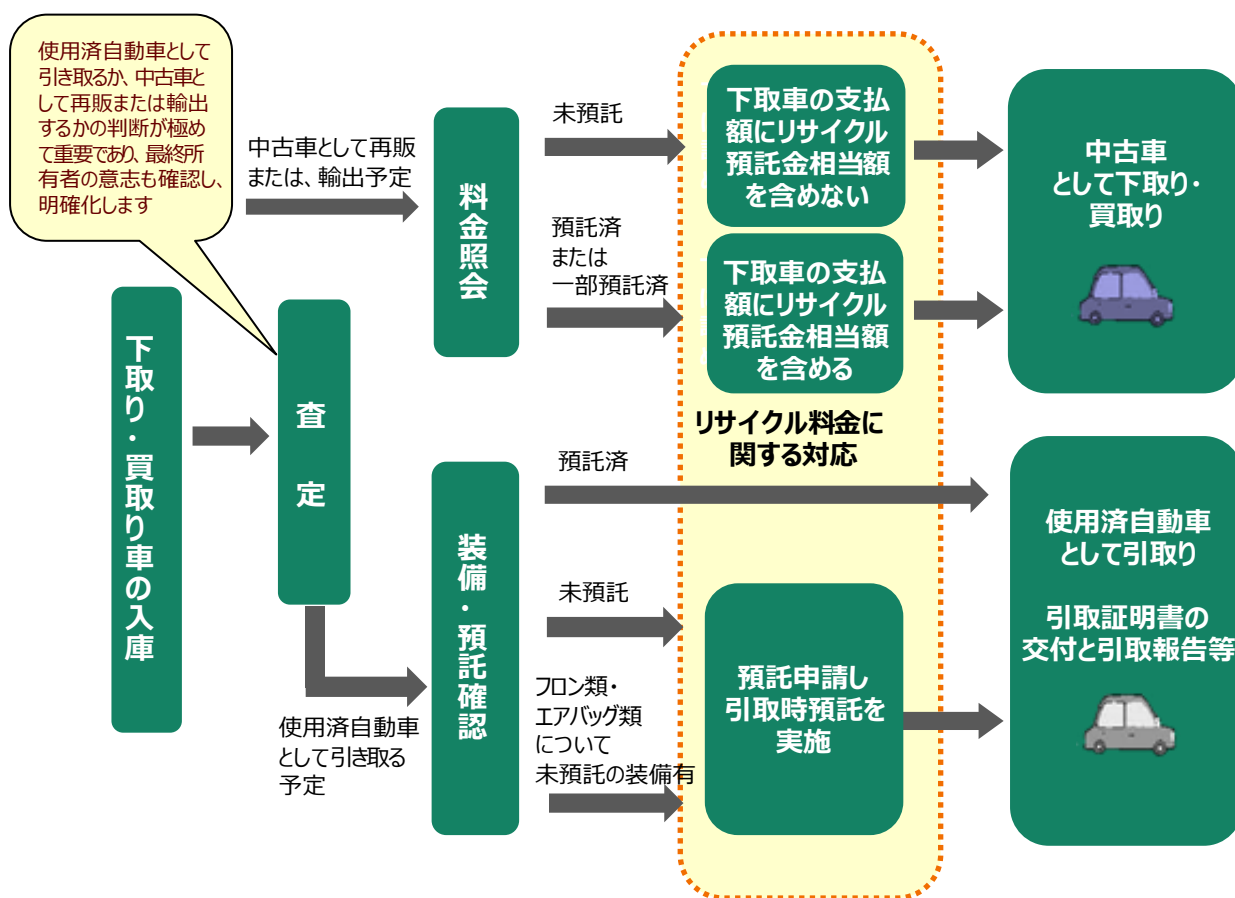 使用済自動車として
引き取るか、中古車と
して再販または輸出
するかの判断が極め
て重要であり、最終所
有者の意志も確認し、
明確化します
下取り・買取り車の入庫
査定
中古車として再販
または、輸出予定
料金照会
未預託
預託済
または
一部預託済
下取車の支払
額にリサイクル
預託金相当額
を含めない
下取車の支払
額にリサイクル
預託金相当額
を含める
中古車
として下取り・
買取り
リサイクル料金に
関する対応
使用済自動車
として引き取る
予定
装備・預託確認
預託済
未預託
フロン類・
エアバッグ類
について
未預託の装備有
預託申請し
引取時預託を
実施
使用済自動車
として引取り
引取証明書の
交付と引取報告等